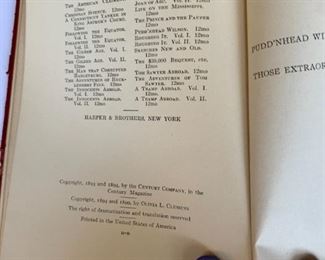 THE AMERICAN CLAIMANT.
12mo
CHRISTIAN SCIENCE. 12mo
A CONNECTICUT YANKEE IN
KING ARTHUR'S COURT.
12mo
FOLLOWING THE EQUATOR.
Vol. I. 12mo
FOLLOWING THE EQUATOR.
Vol. II. 12mo
THE GILDED AGE. Vol. I.
12mo
THE GILDED AGE. Vol. II.
12mo
THE MAN THAT CORRUPTED
HADLEYBURG. 12mo
THE ADVENTURES OF HUCK-
LEBERRY FINN. 12mo
THE INNOCENTS ABROAD.
Vol. I. 12mo
THE INNOCENTS ABROAD.
Vol. II. 12mo
JOAN OF ARC. Vol. II.
12mo
LIFE ON THE MISSISSIPPI.
12mo
THE PRINCE AND THE PAUPER
12mo
PUDD'NHEAD WILSON. 12mo
ROUGHING IT. Vol. I. 12mo
ROUGHING IT. Vol. II. 12mo
SKETCHES NEW AND OLD.
12mo
THE $30,000 BEQUEST, etc.
12mo
TOM SAWYER ABROAD. 12mo
THE ADVENTURES OF TOM
SAWYER. 12mo
A TRAMP ABROAD. Vol. I.
12mo
A TRAMP ABROAD. Vol. II.
12mo
HARPER & BROTHERS, NEW YORK
Copyright, 1893 and 1894, by the CENTURY COMPANY, in the
Century Magazine
Copyright, 1894 and 1899, by OLIVIA L. CLEMENS
The right of dramatization and translation reserved
Printed in the United States of America
PUDD'NHEAD WI
THOSE EXTRAOR